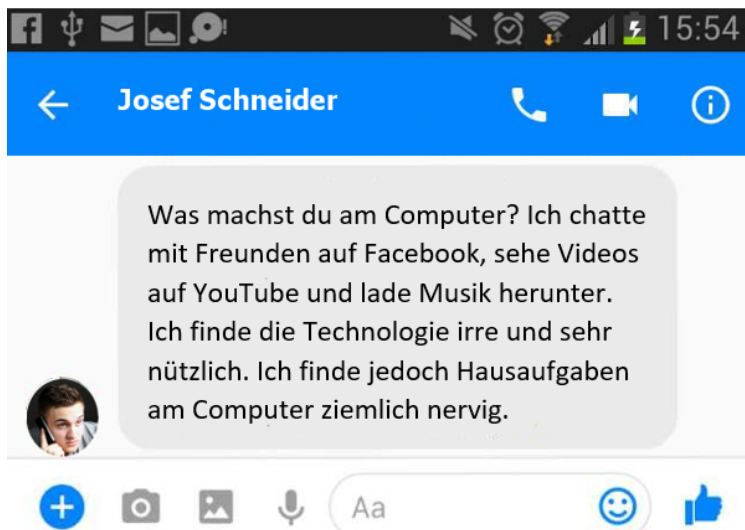 15:54
Josef Schneider
Was machst du am Computer? Ich chatte
mit Freunden auf Facebook, sehe Videos
auf YouTube und lade Musik herunter.
Ich finde die Technologie irre und sehr
nützlich. Ich finde jedoch Hausaufgaben
am Computer ziemlich nervig.
Aa